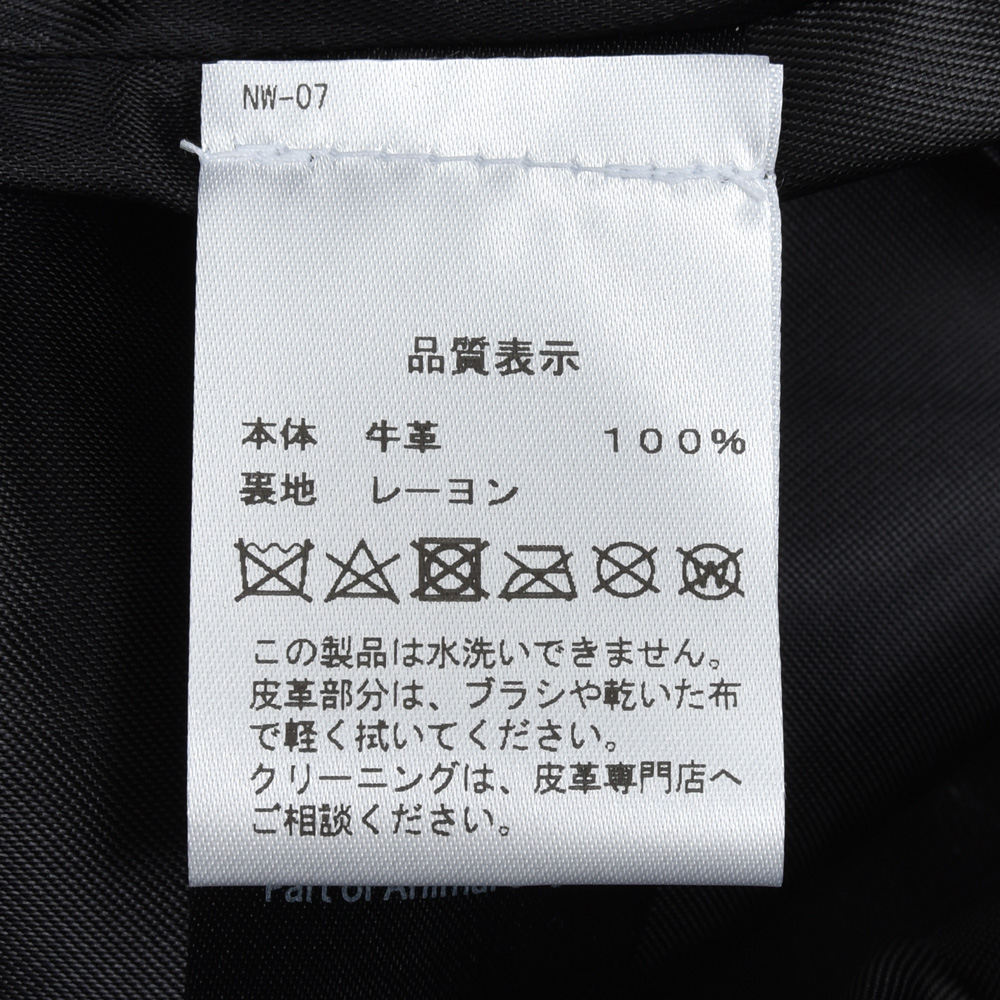 NW-07
品質表示
本体 牛革 100%
裏地 レーヨン
W
この製品は水洗いできません。
皮革部分は、ブラシや乾いた布
で軽く拭いてください。
クリーニングは、皮革専門店へ
ご相談ください。
Part of